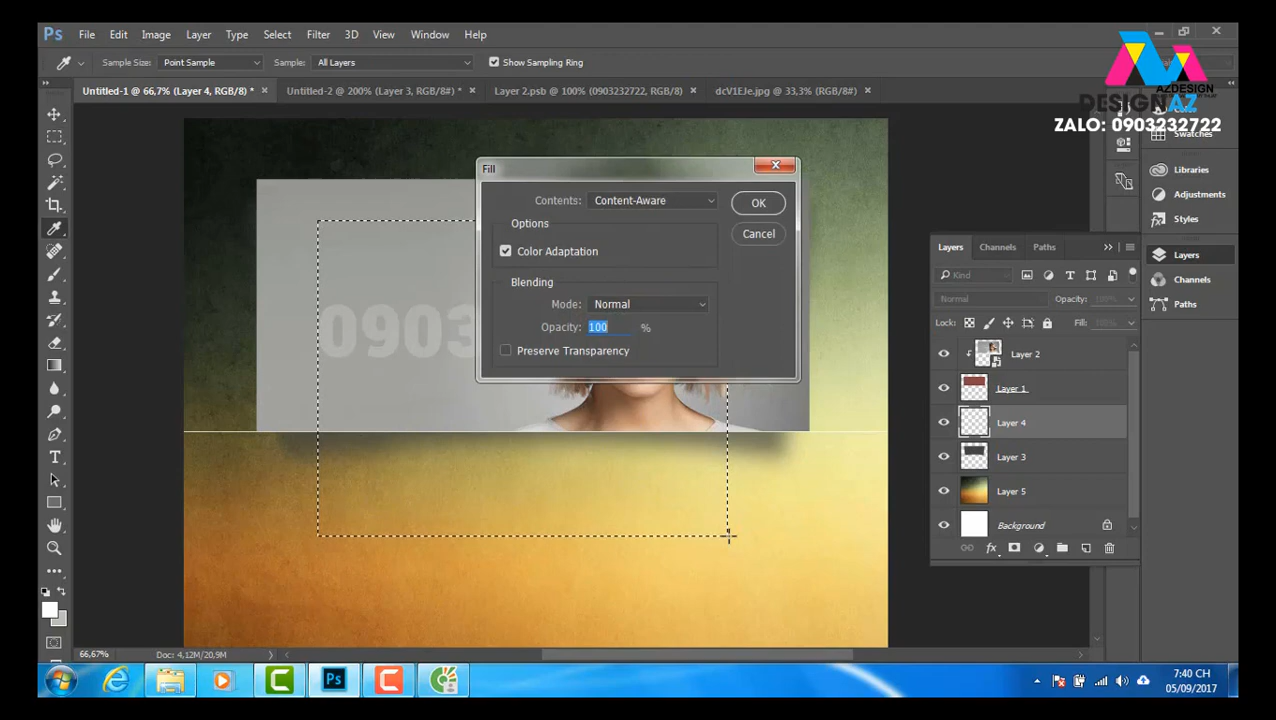 Ps File Edit Image Layer Type Select Filter 3D View Window Help
Sample Size: Point Sample Sample: All Layers Show Sampling Ring
Untitled-1 @ 66,7% (Layer 4, RGB/8) * × Untitled-2 @ 200% (Layer 3, RGB/8#) * × Layer 2.psb @ 100% (0903232722, RGB/8) × dcV1EJe.jpg @ 33,3% (RGB/8#) ×
AZDESIGN
DESIGNAZ
ZALO: 0903232722
Swatches
Libraries
Adjustments
Styles
Layers
Channels
Paths
Fill
Contents: Content-Aware
OK
Options
Cancel
Color Adaptation
Blending
Mode: Normal
Opacity: 100 %
Preserve Transparency
0903
Layers Channels Paths
Kind
Normal Opacity: 100%
Lock: Fill: 100%
Layer 2
Layer 1
Layer 4
Layer 3
Layer 5
Background
fx
66,67% Doc: 4,12M/20,9M
7:40 CH
05/09/2017